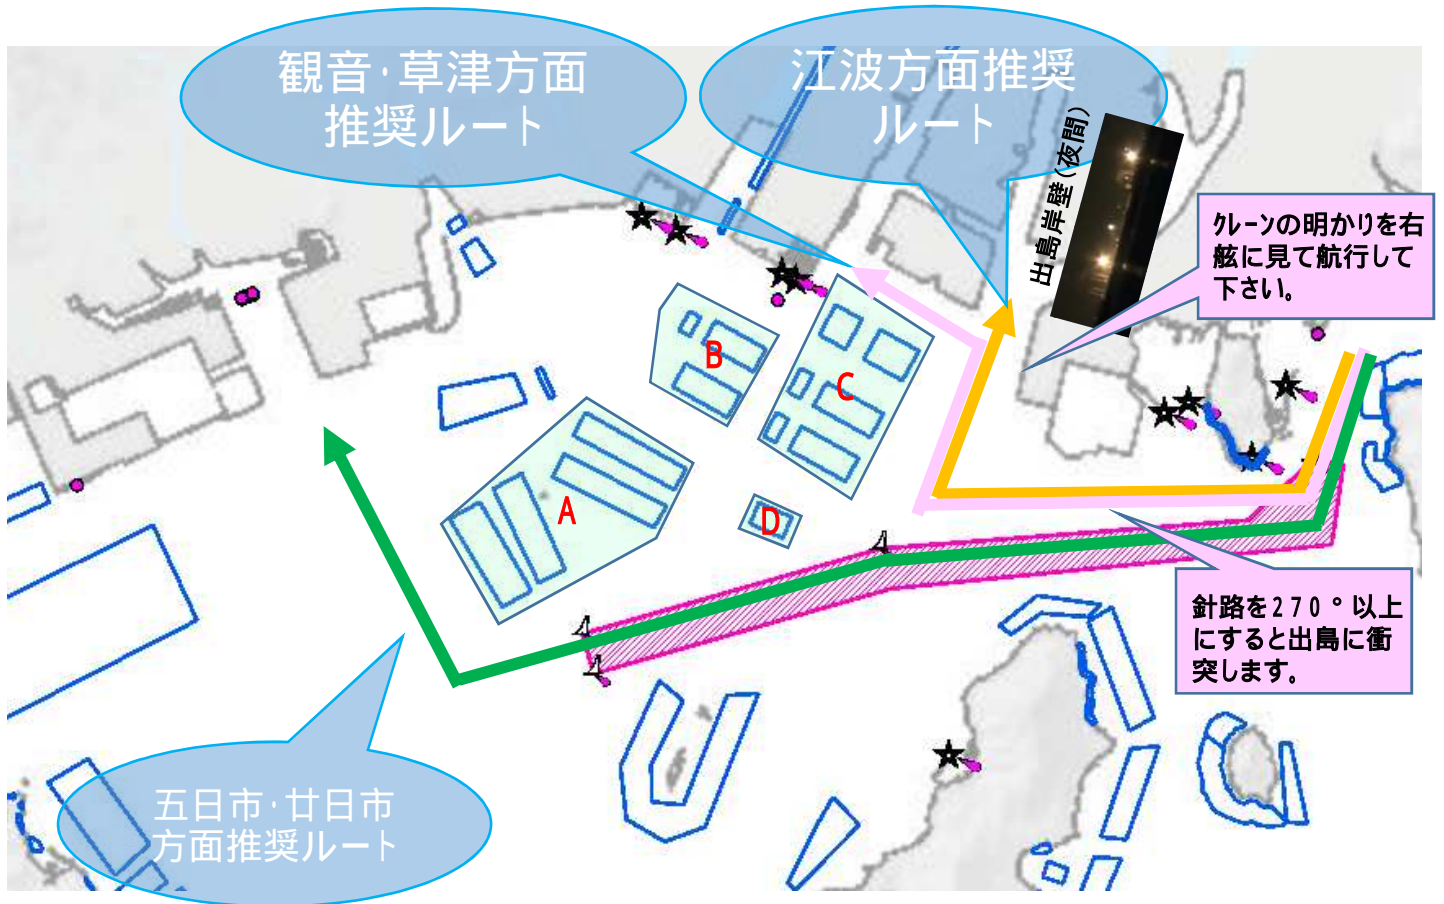 観音・草津方面
推奨ルート
江波方面推奨
ルート
出島岸壁(夜間)
クレーンの明かりを右
舷に見て航行して
下さい。
B
C
A
D
針路を270°以上
にすると出島に衝
突します。
五日市・廿日市
方面推奨ルート